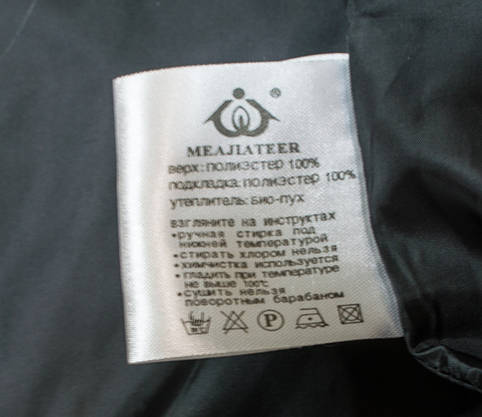 ®
MEAJIATEER
верх: полиэстер 100%
подкладка: полиэстер 100%
утеплитель: био-пух
взгляните на инструктах
•ручная стирка под
нижней температурой
•стирать хлором нельзя
•химчистка используется
•гладить при температуре
не выше 100℃
•сушить нельзя
поворотным барабаном
P